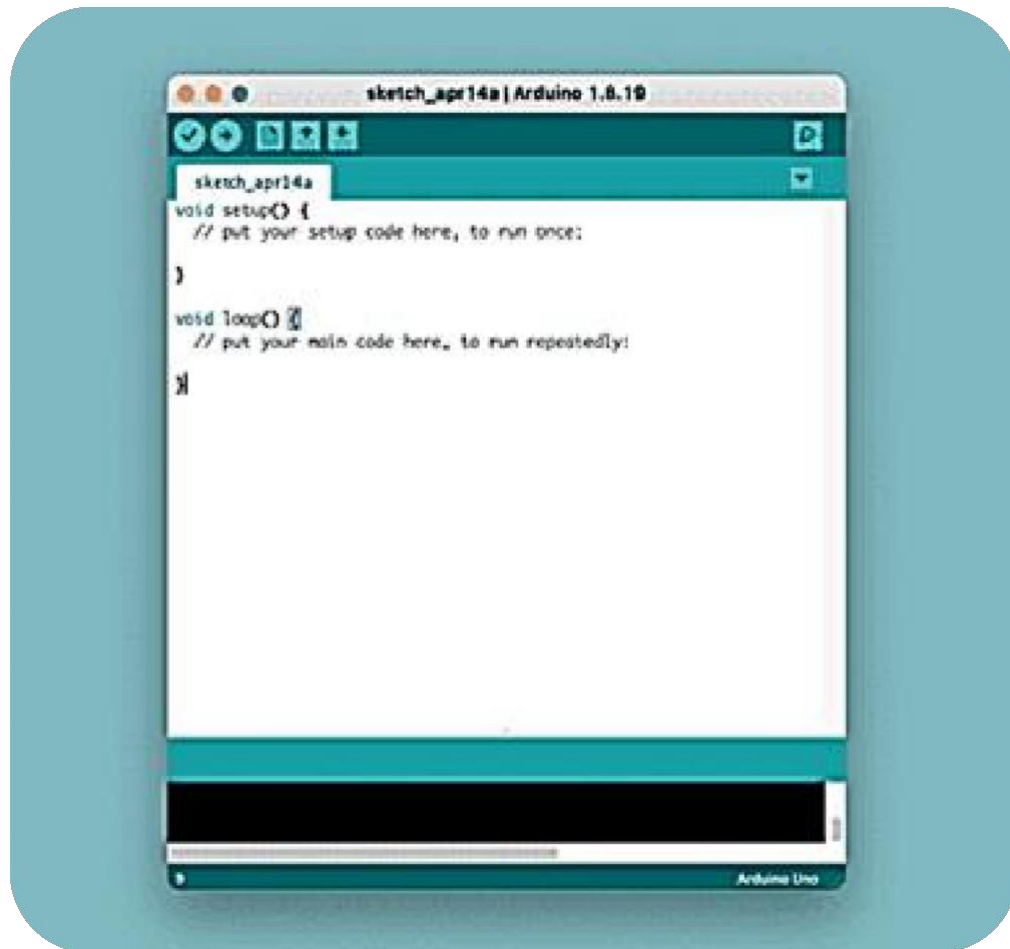 sketch_apr14a | Arduino 1.8.19
sketch_apr14a
void setup() {
// put your setup code here, to run once:
}
void loop() {
// put your main code here, to run repeatedly:
}
9
Arduino Uno